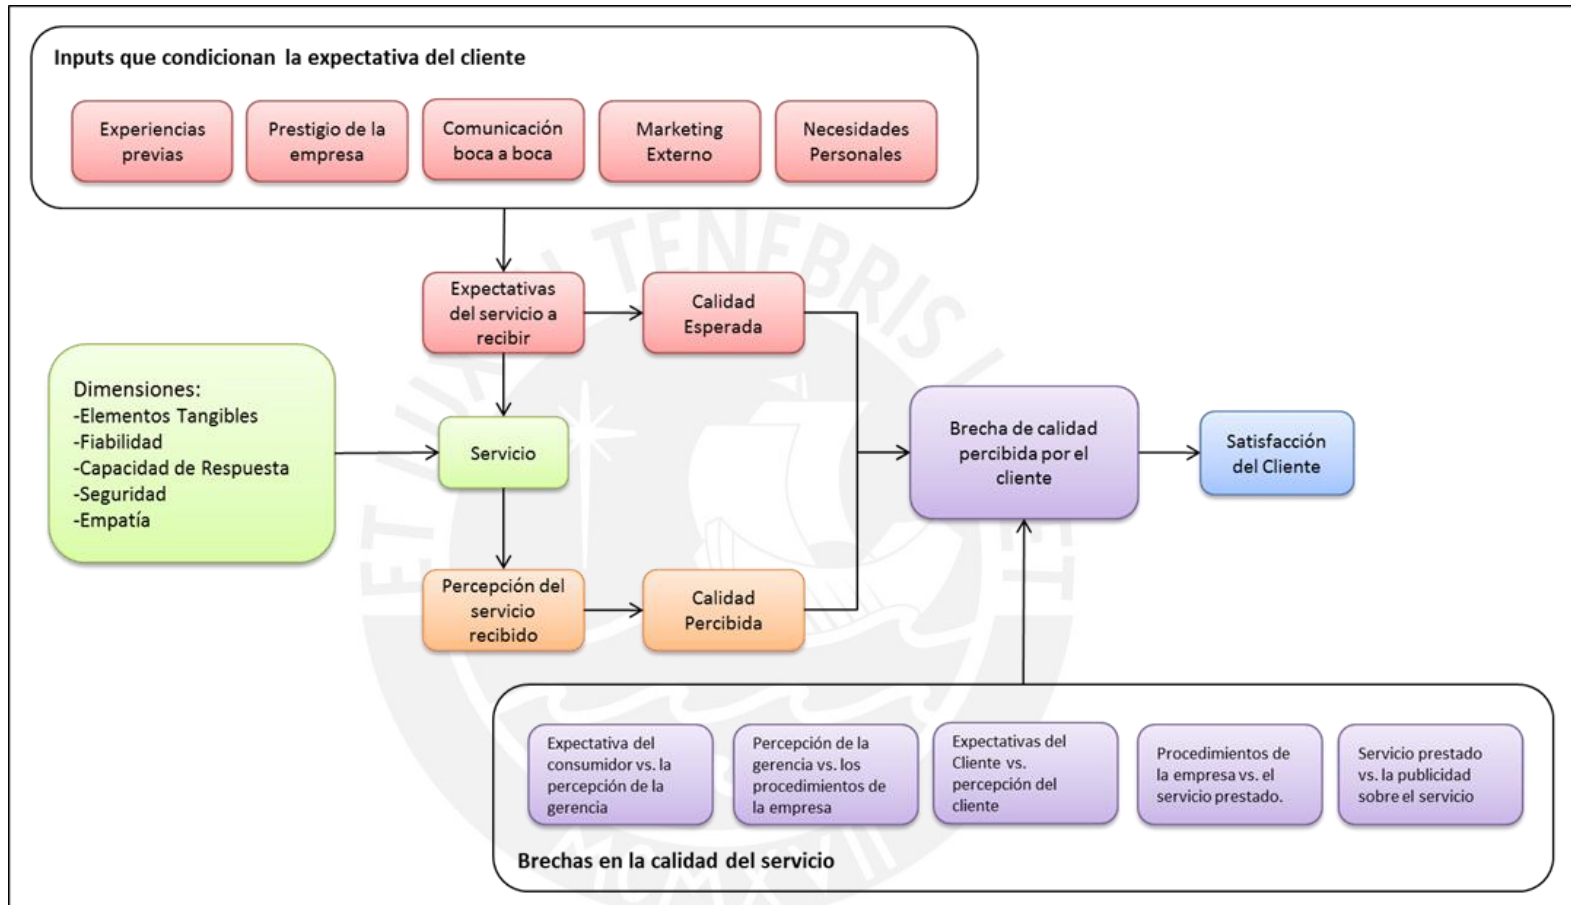 Inputs que condicionan la expectativa del cliente
Experiencias
previas
Prestigio de la
empresa
Comunicación
boca a boca
Marketing
Externo
Necesidades
Personales
Expectativas
del servicio a
recibir
Calidad
Esperada
Dimensiones:
-Elementos Tangibles
-Fiabilidad
-Capacidad de Respuesta
-Seguridad
-Empatía
Servicio
Brecha de calidad
percibida por el
cliente
Satisfacción
del Cliente
Percepción del
servicio
recibido
Calidad
Percibida
Expectativa del
consumidor vs. la
percepción de la
gerencia
Percepción de la
gerencia vs. los
procedimientos de
la empresa
Expectativas del
Cliente vs.
percepción del
cliente
Procedimientos de
la empresa vs. el
servicio prestado.
Servicio prestado
vs. la publicidad
sobre el servicio
Brechas en la calidad del servicio